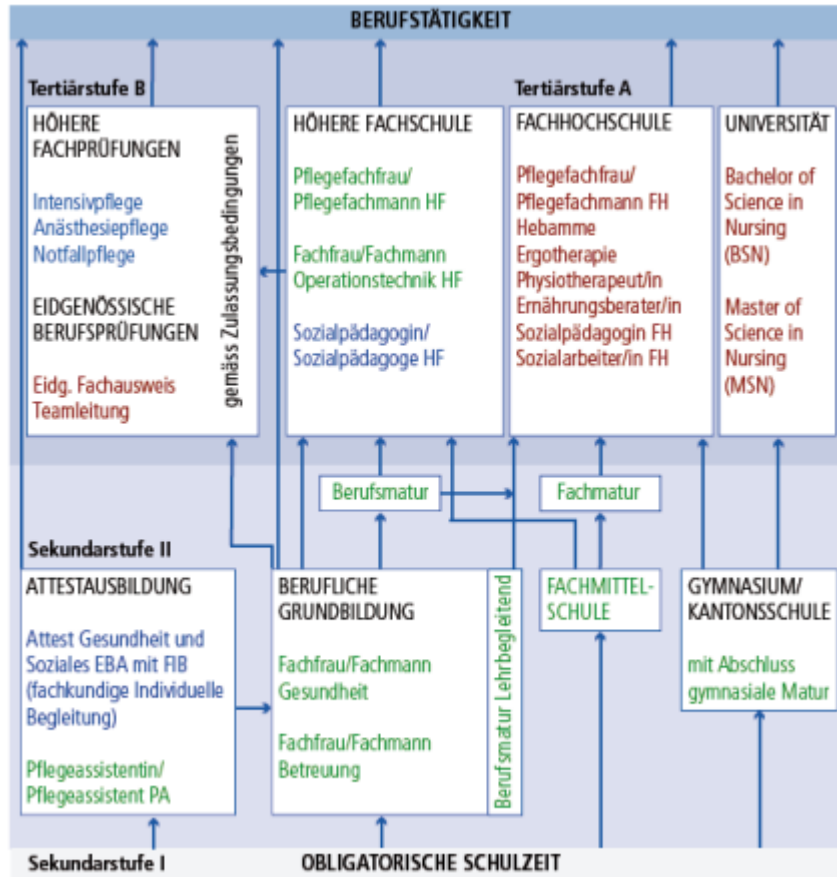 BERUFSTÄTIGKEIT
Tertiärstufe B
HÖHERE
FACHPRÜFUNGEN
Intensivpflege
Anästhesiepflege
Notfallpflege
EIDGENÖSSISCHE
BERUFSPRÜFUNGEN
Eidg. Fachausweis
Teamleitung
gemäss Zulassungsbedingungen
HÖHERE FACHSCHULE
Pflegefachfrau/
Pflegefachmann HF
Fachfrau/Fachmann
Operationstechnik HF
Sozialpädagogin/
Sozialpädagoge HF
Tertiärstufe A
FACHHOCHSCHULE
Pflegefachfrau/
Pflegefachmann FH
Hebamme
Ergotherapie
Physiotherapeut/in
Ernährungsberater/in
Sozialpädagogin FH
Sozialarbeiter/in FH
UNIVERSITÄT
Bachelor of
Science in
Nursing
(BSN)
Master of
Science in
Nursing
(MSN)
Berufsmatur
Fachmatur
Sekundarstufe II
ATTESTAUSBILDUNG
Attest Gesundheit und
Soziales EBA mit FIB
(fachkundige Individuelle
Begleitung)
Pflegeassistentin/
Pflegeassistent PA
BERUFLICHE
GRUNDBILDUNG
Fachfrau/Fachmann
Gesundheit
Fachfrau/Fachmann
Betreuung
Berufsmatur Lehrbegleitend
FACHMITTEL-
SCHULE
GYMNASIUM/
KANTONSSCHULE
mit Abschluss
gymnasiale Matur
Sekundarstufe I
OBLIGATORISCHE SCHULZEIT